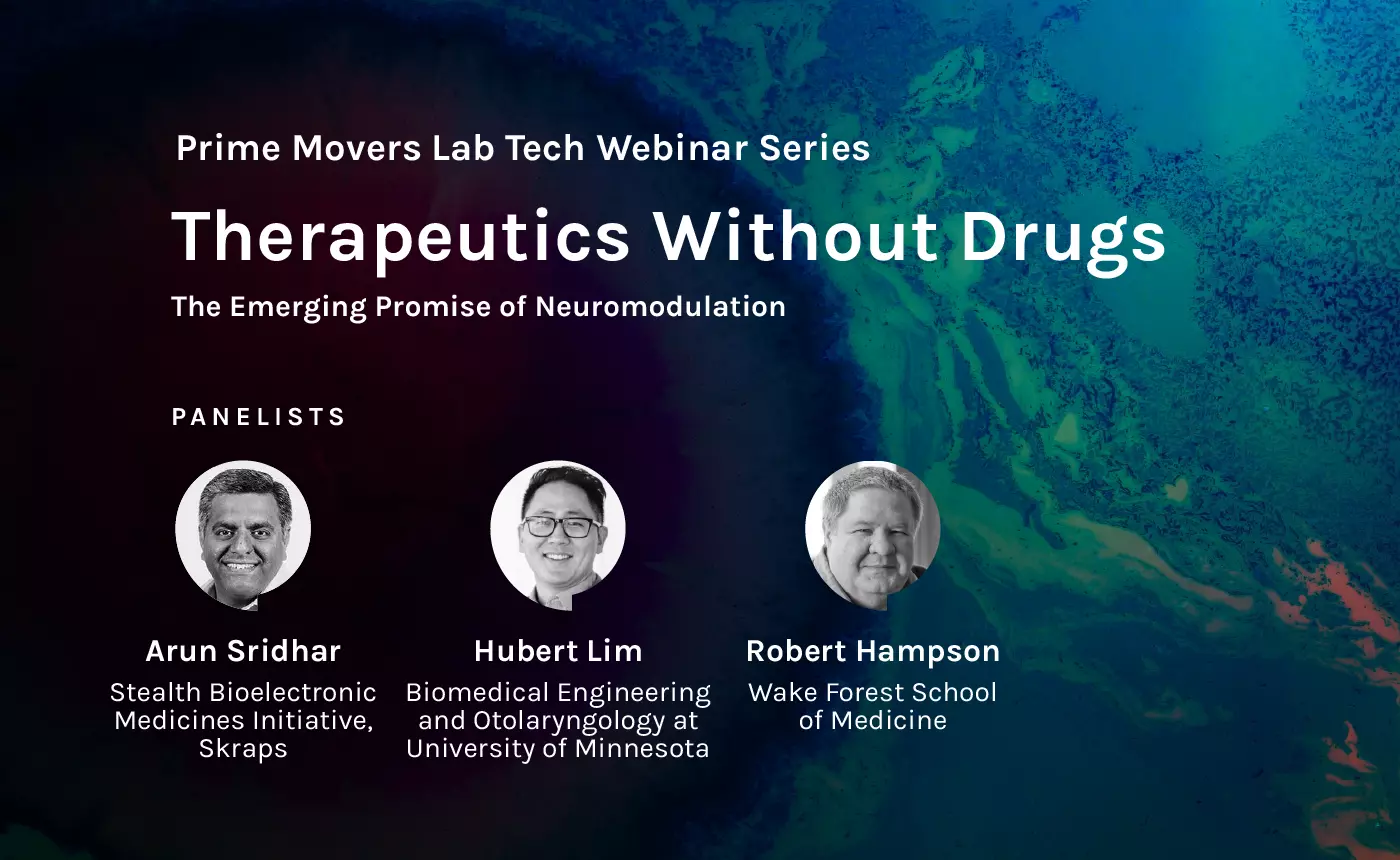 Prime Movers Lab Tech Webinar Series
Therapeutics Without Drugs
The Emerging Promise of Neuromodulation
PANELISTS
Arun Sridhar
Stealth Bioelectronic
Medicines Initiative,
Skraps
Hubert Lim
Biomedical Engineering
and Otolaryngology at
University of Minnesota
Robert Hampson
Wake Forest School
of Medicine